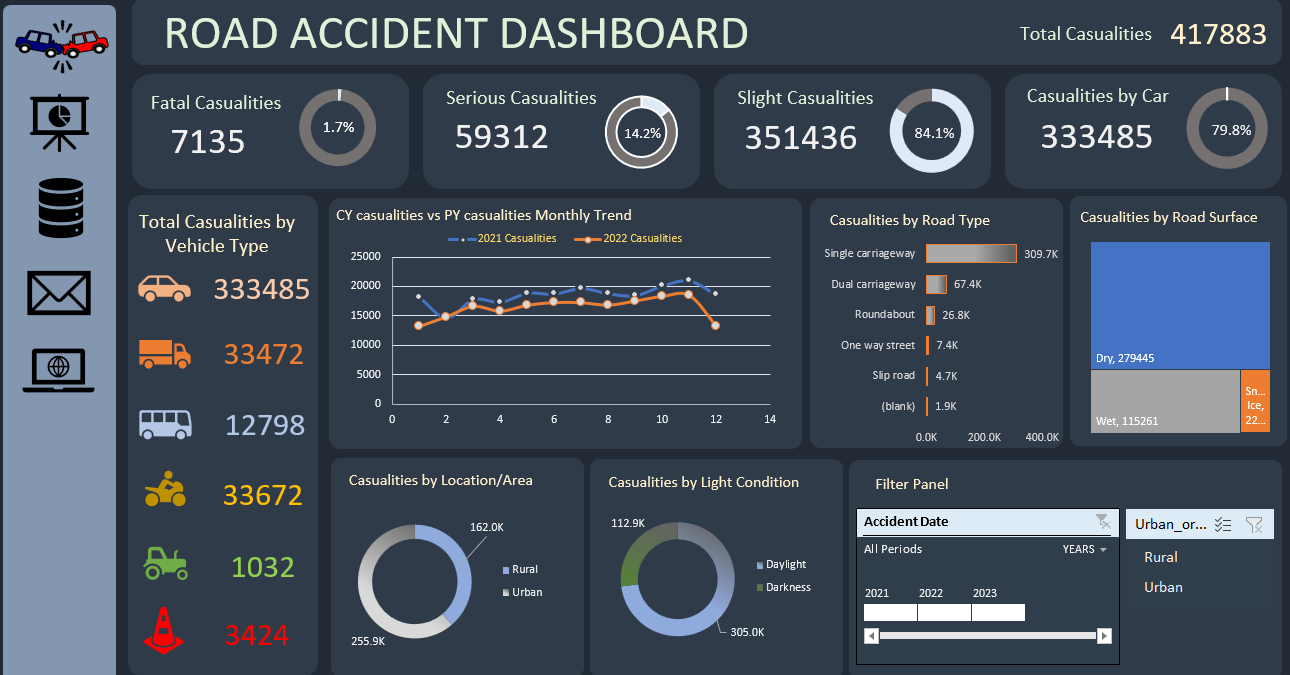 ROAD ACCIDENT DASHBOARD
Total Casualities 417883
Fatal Casualities
7135
1.7%
Serious Casualities
59312
14.2%
Slight Casualities
351436
84.1%
Casualities by Car
333485
79.8%
Total Casualities by
Vehicle Type
333485
33472
12798
33672
1032
3424
CY casualities vs PY casualities Monthly Trend
2021 Casualities 2022 Casualities
25000
20000
15000
10000
5000
0
0 2 4 6 8 10 12 14
Casualities by Road Type
Single carriageway 309.7K
Dual carriageway 67.4K
Roundabout 26.8K
One way street 7.4K
Slip road 4.7K
(blank) 1.9K
0.0K 200.0K 400.0K
Casualities by Road Surface
Dry, 279445
Wet, 115261
Sn...
Ice,
22...
Casualities by Location/Area
162.0K
255.9K
Rural
Urban
Casualities by Light Condition
112.9K
305.0K
Daylight
Darkness
Filter Panel
Accident Date
All Periods YEARS
2021 2022 2023
Urban_or...
Rural
Urban